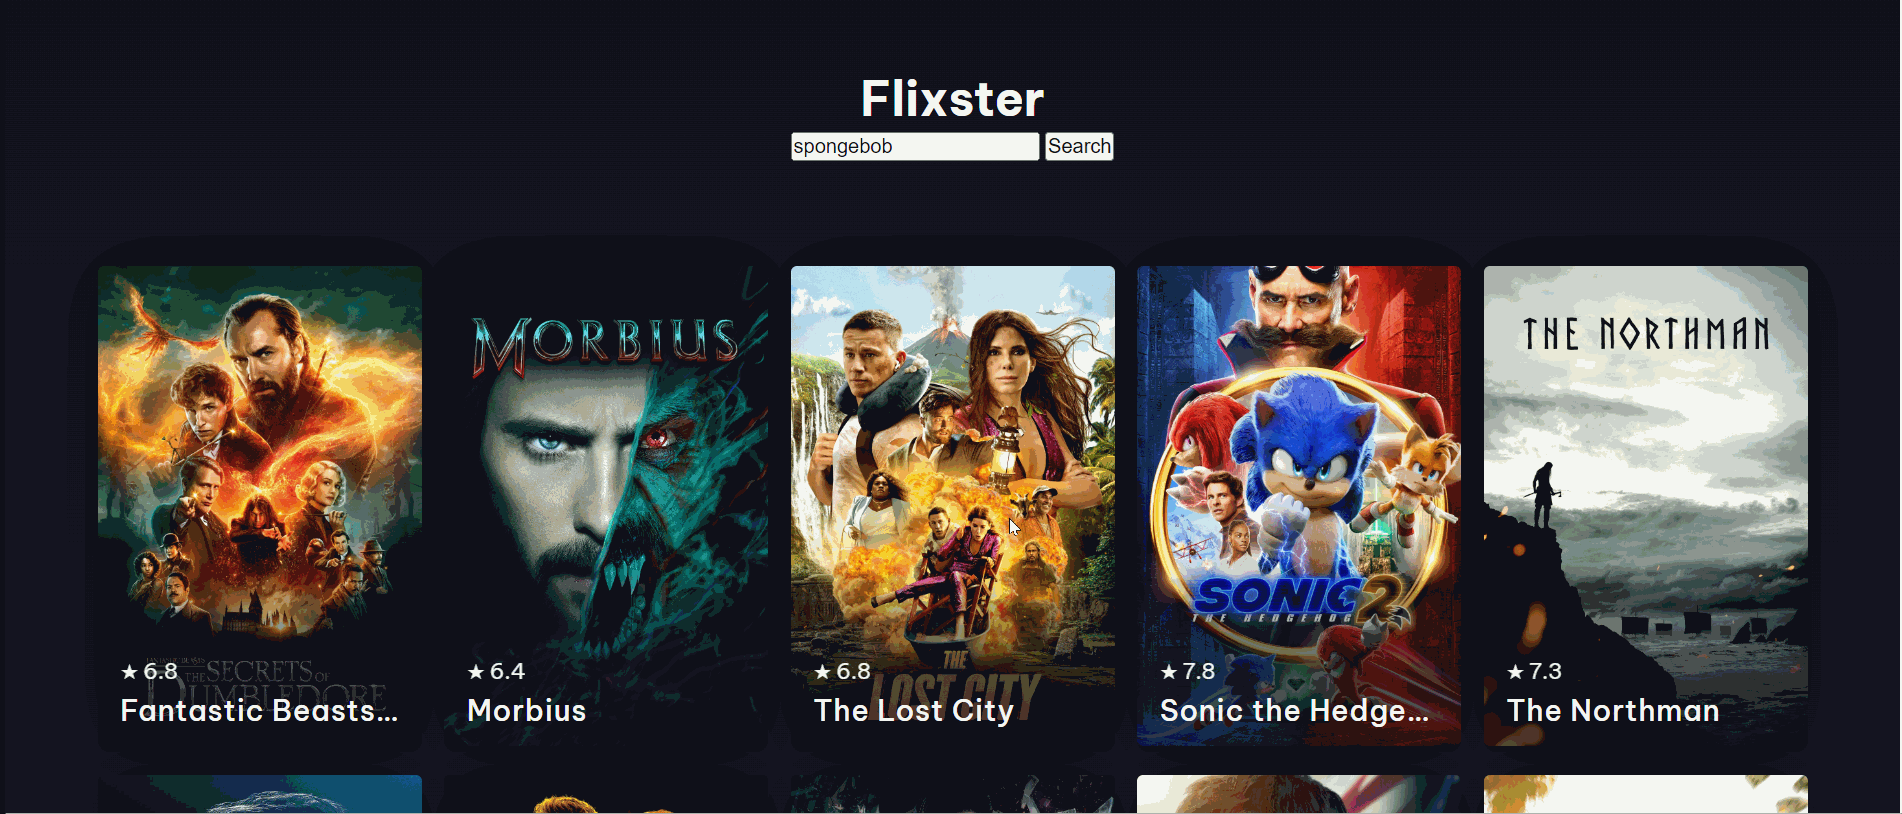 Flixster
spongebob Search
MORBIUS
THE NORTHMAN
SONIC 2
THE HEDGEHOG
THE
LOST CITY
THE SECRETS OF
DUMBLEDORE
★ 6.8
Fantastic Beasts...
★ 6.4
Morbius
★ 6.8
The Lost City
★ 7.8
Sonic the Hedge...
★ 7.3
The Northman